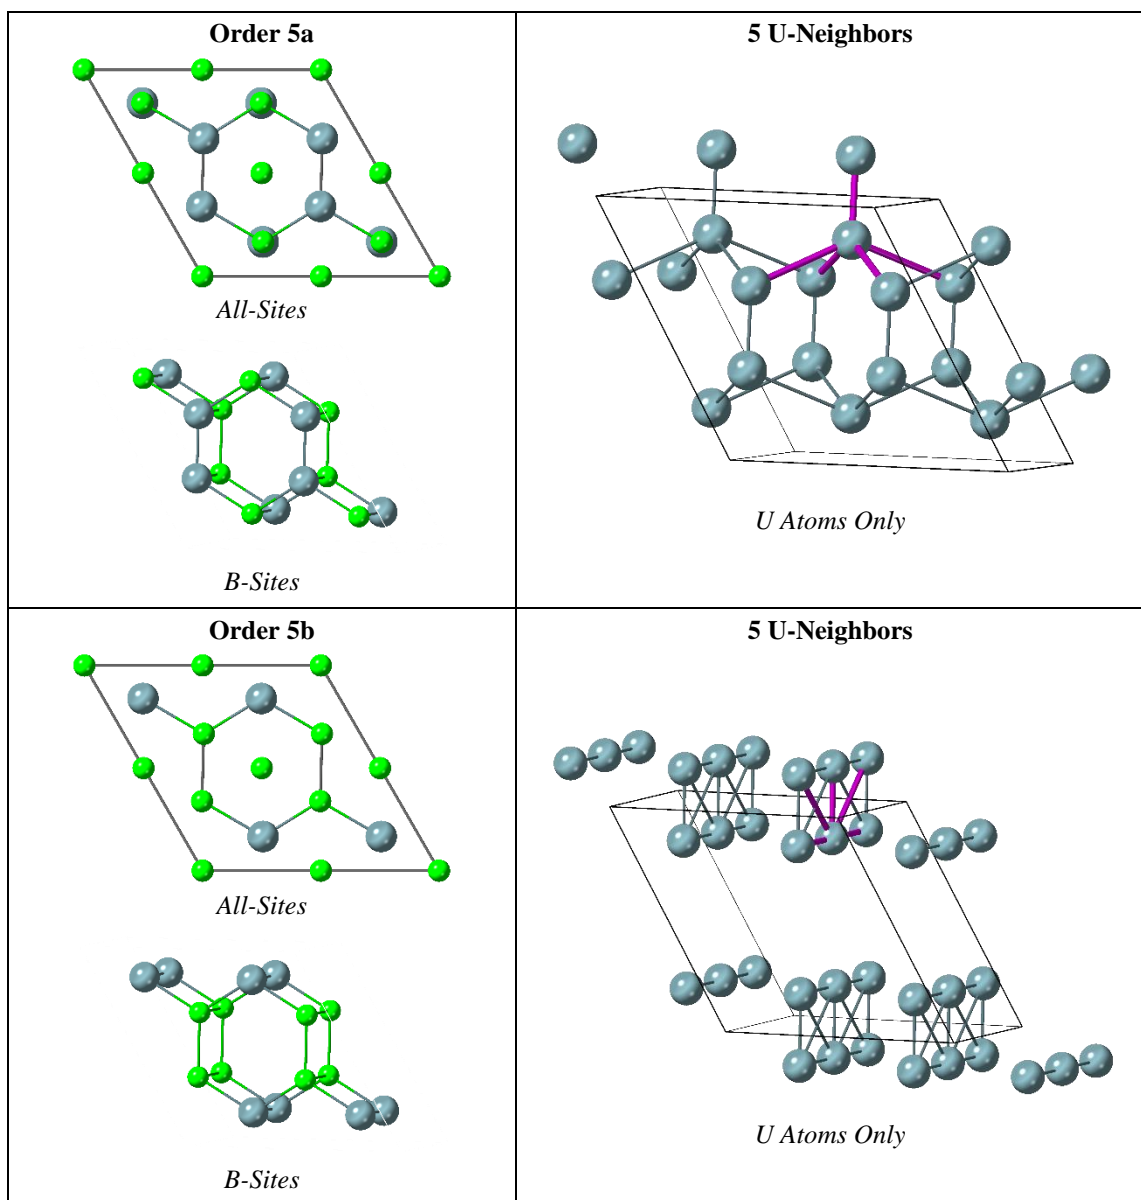 Order 5a
5 U-Neighbors
All-Sites
B-Sites
U Atoms Only
Order 5b
5 U-Neighbors
All-Sites
B-Sites
U Atoms Only